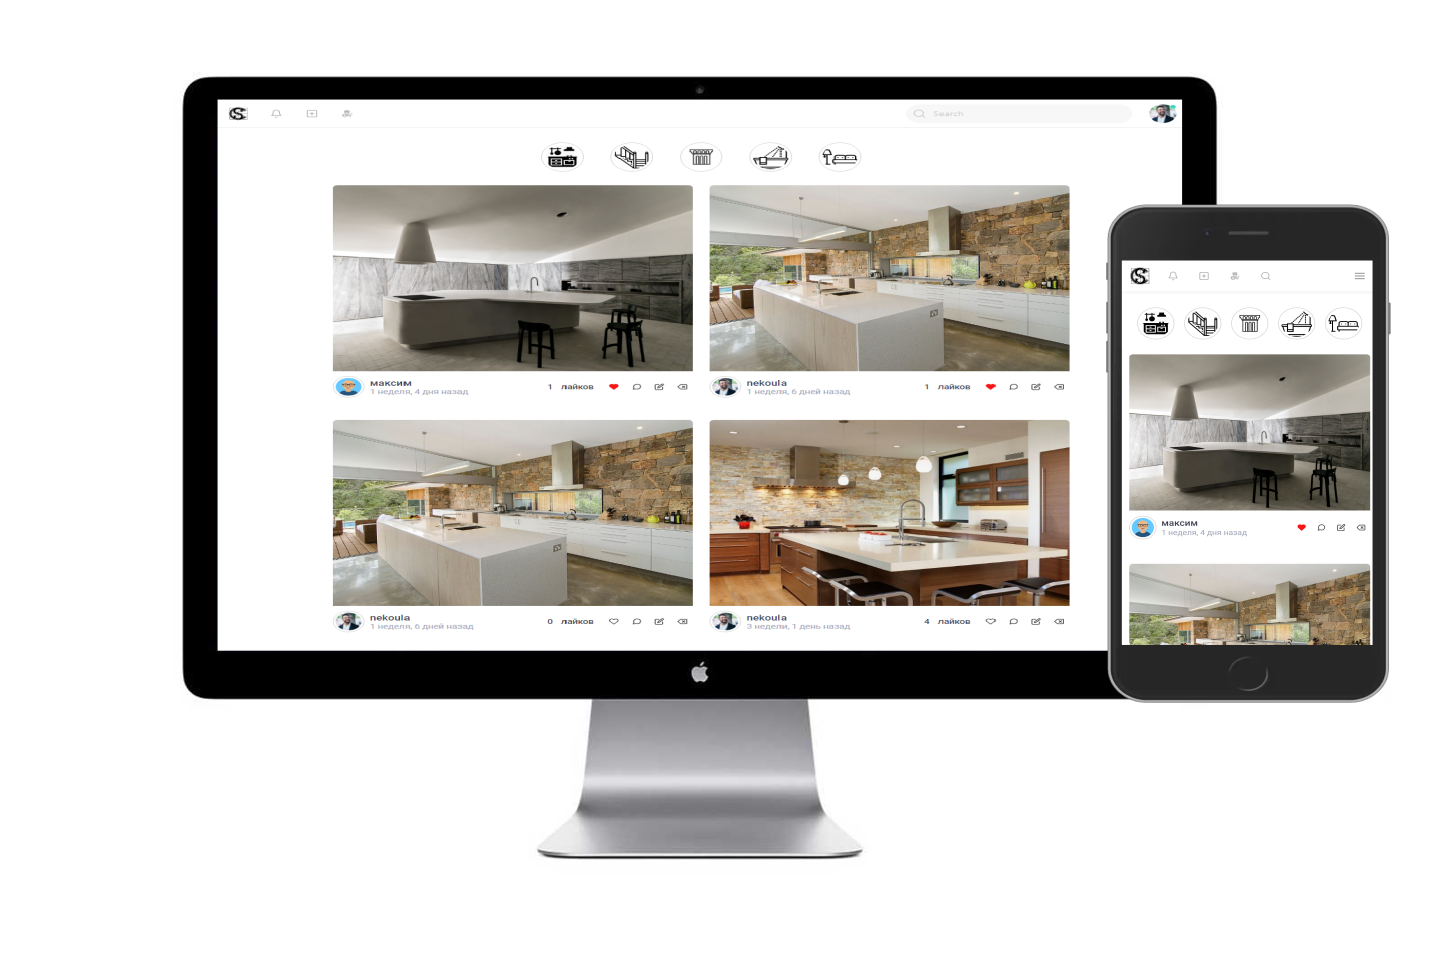 Search
максим
1 неделя, 4 дня назад
1 лайков
nekoula
1 неделя, 6 дней назад
1 лайков
nekoula
1 неделя, 6 дней назад
0 лайков
nekoula
3 недели, 1 день назад
4 лайков
максим
1 неделя, 4 дня назад